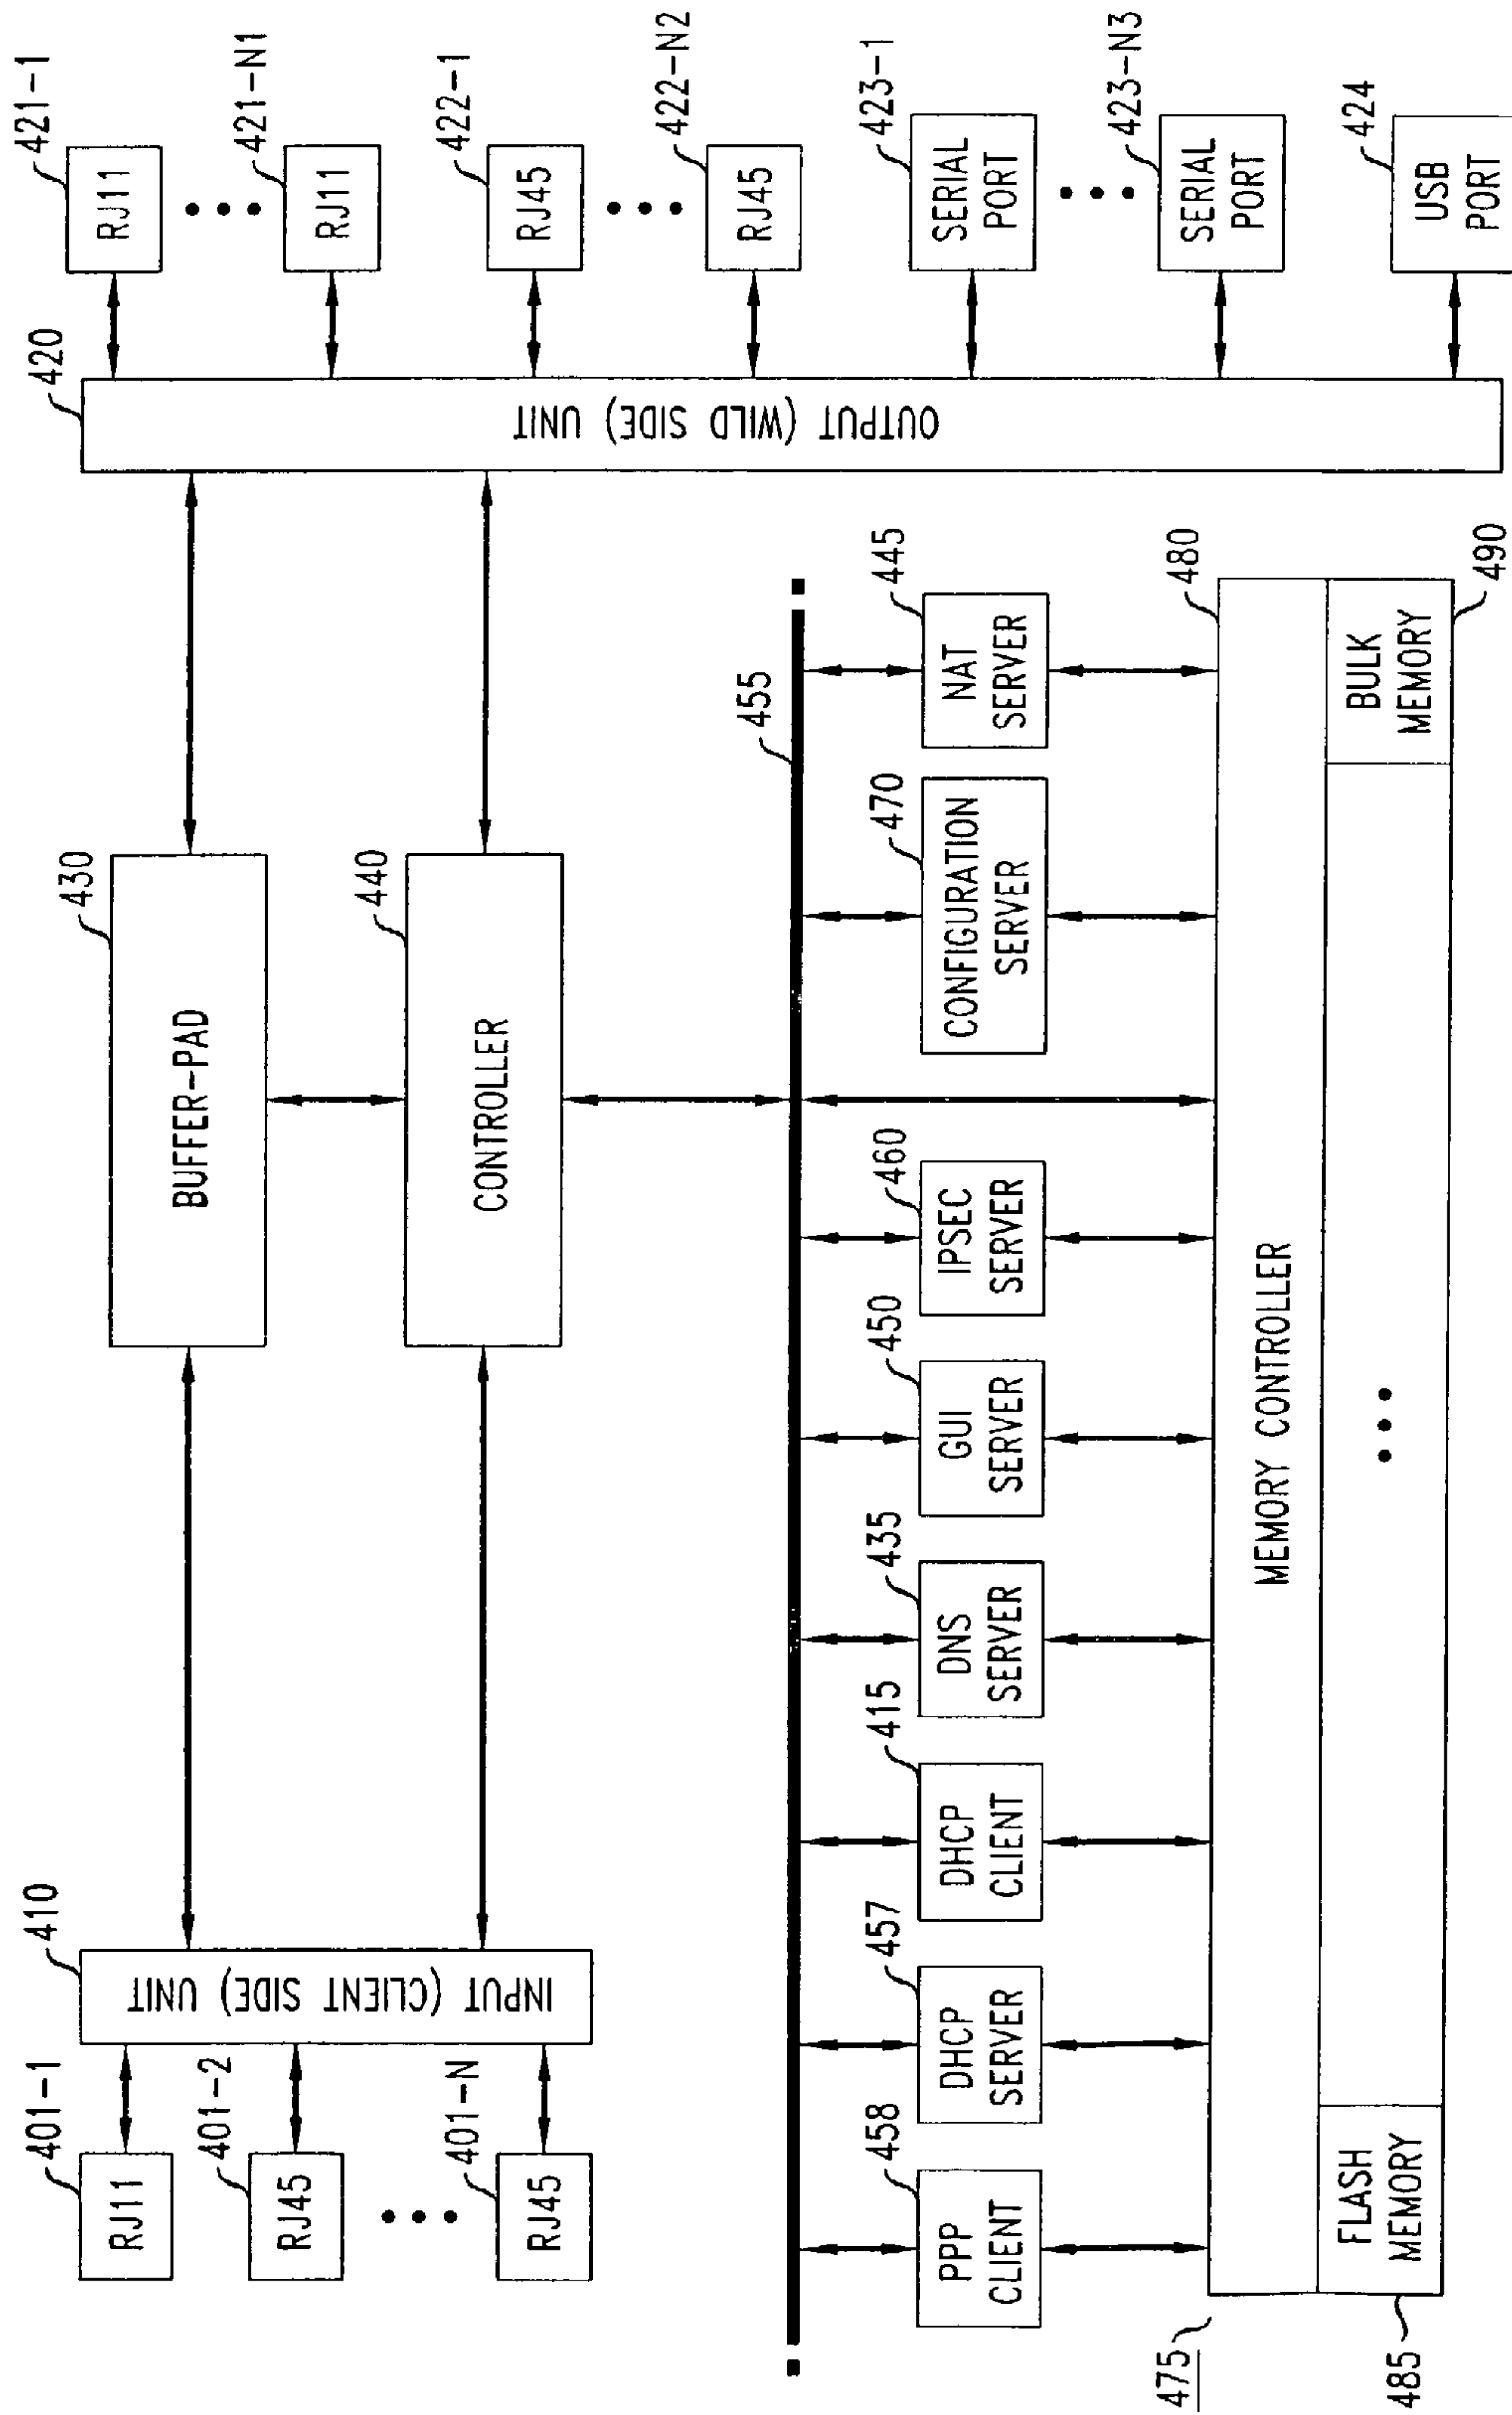 401-1
RJ11
401-2
RJ45
401-N
RJ45
410
INPUT (CLIENT SIDE) UNIT
430
BUFFER-PAD
440
CONTROLLER
420
OUTPUT (WILD SIDE) UNIT
421-1
RJ11
421-N1
RJ11
422-1
RJ45
422-N2
RJ45
423-1
SERIAL
PORT
423-N3
SERIAL
PORT
424
USB
PORT
455
458
PPP
CLIENT
457
DHCP
SERVER
415
DHCP
CLIENT
435
DNS
SERVER
450
GUI
SERVER
460
IPSEC
SERVER
470
CONFIGURATION
SERVER
445
NAT
SERVER
475
480
MEMORY CONTROLLER
485
FLASH
MEMORY
BULK
MEMORY
490